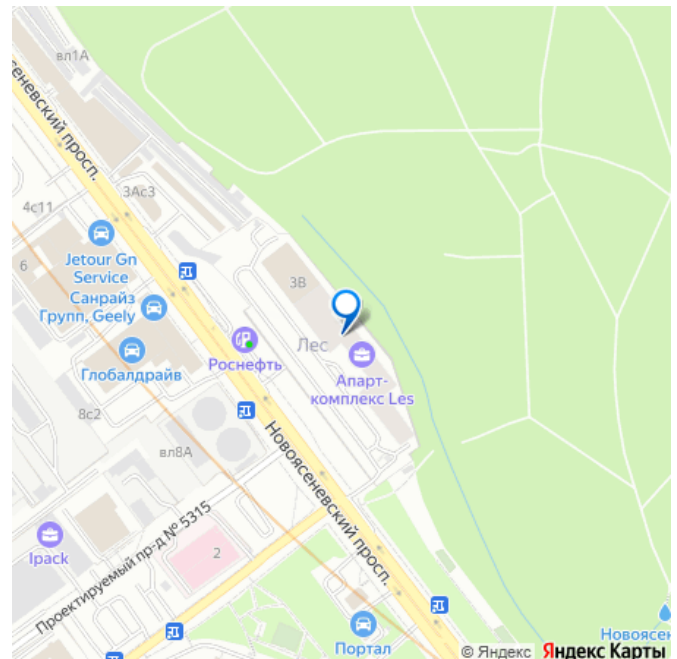 вл1А
сеневский просп.
3Ас3
4с11
6
Jetour Gn
Service
Санрайз
Групп, Geely
3В
Роснефть
Лес
Апарт-
комплекс Les
Глобалдрайв
8с2
вл8А
Новоясеневский просп.
Проектируемый пр-д № 5315
Ipack
2
Портал
Новоясен
© Яндекс Яндекс Карты